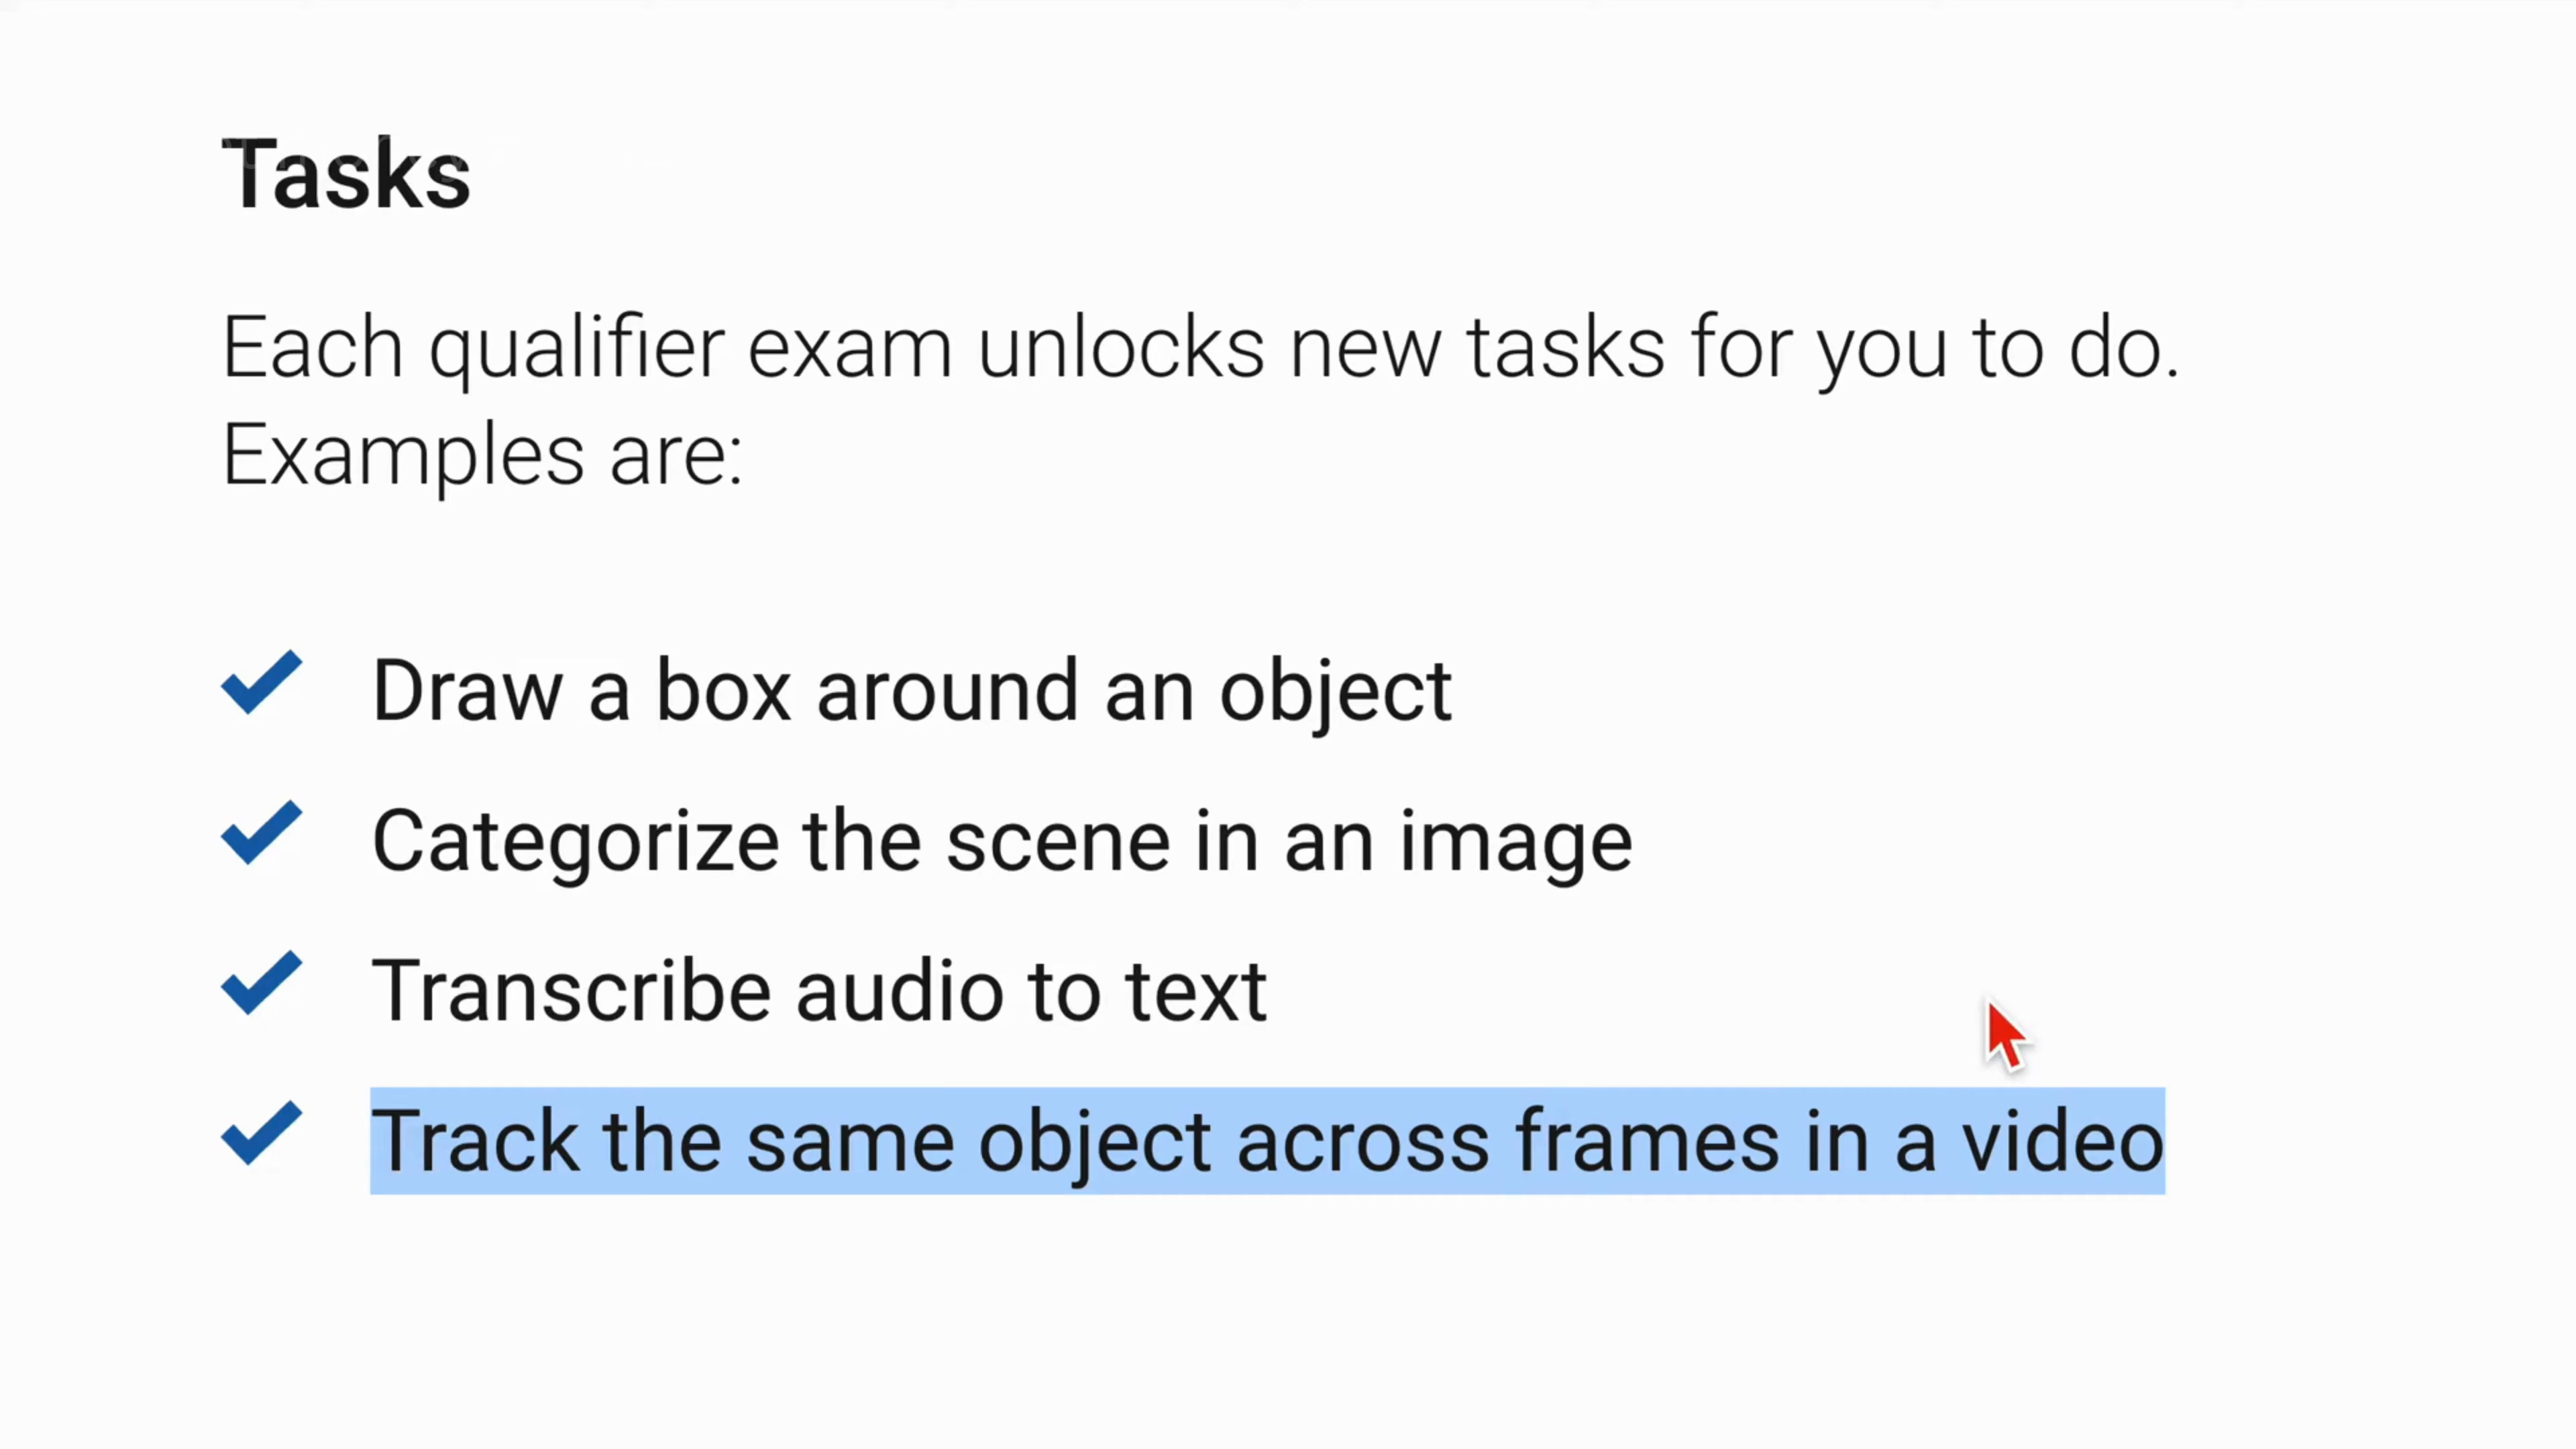 Tasks
Each qualifier exam unlocks new tasks for you to do.
Examples are:
Draw a box around an object
Categorize the scene in an image
Transcribe audio to text
Track the same object across frames in a video